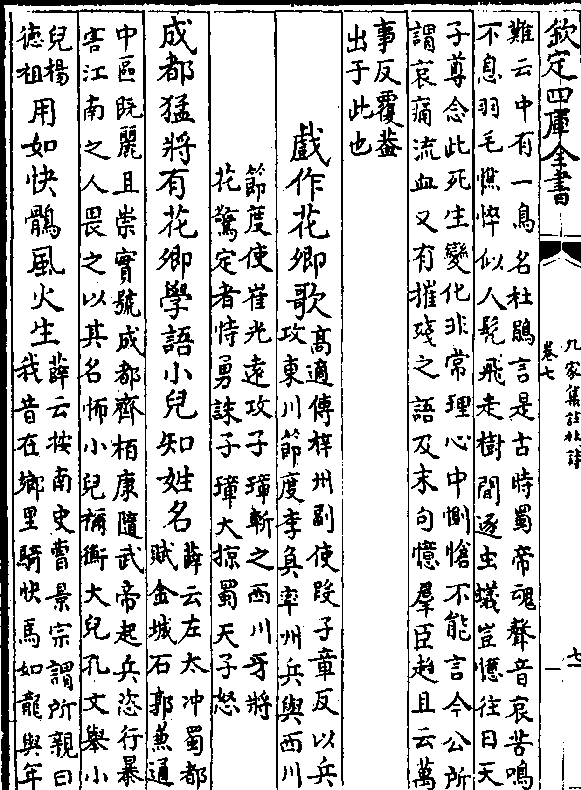 欽定四庫全書
九家集註杜詩
卷七
七
難云中有一鳥名杜鵑言是古時蜀帝魂聲音哀苦鳴
不息羽毛憔悴似人髡飛走樹間逐虫蟻豈憶往日天
子尊念此死生變化非常理心中惻愴不能言今公所
謂哀痛流血又有摧殘之語及末句憶羣臣趍且云萬
事反覆蓋
出于此也
戲作花卿歌
髙適傳梓州副使段子章反以兵
攻東川節度李奐率州兵與西川
節度使崔光逺攻子璋斬之西川牙將
花驚定者恃勇誅子璋大掠蜀天子怒
成都猛將有花卿學語小兒知姓名
薛云左太冲蜀都
賦金城石郭兼通
中區既麗且崇實號成都齊栢康隨武帝起兵恣行暴
害江南之人畏之以其名怖小兒禰衡大兒孔文舉小
兒楊
德祖
用如快鶻風火生
薛云按南史曹景宗謂所親曰
我昔在鄉里騎快馬如龍與年